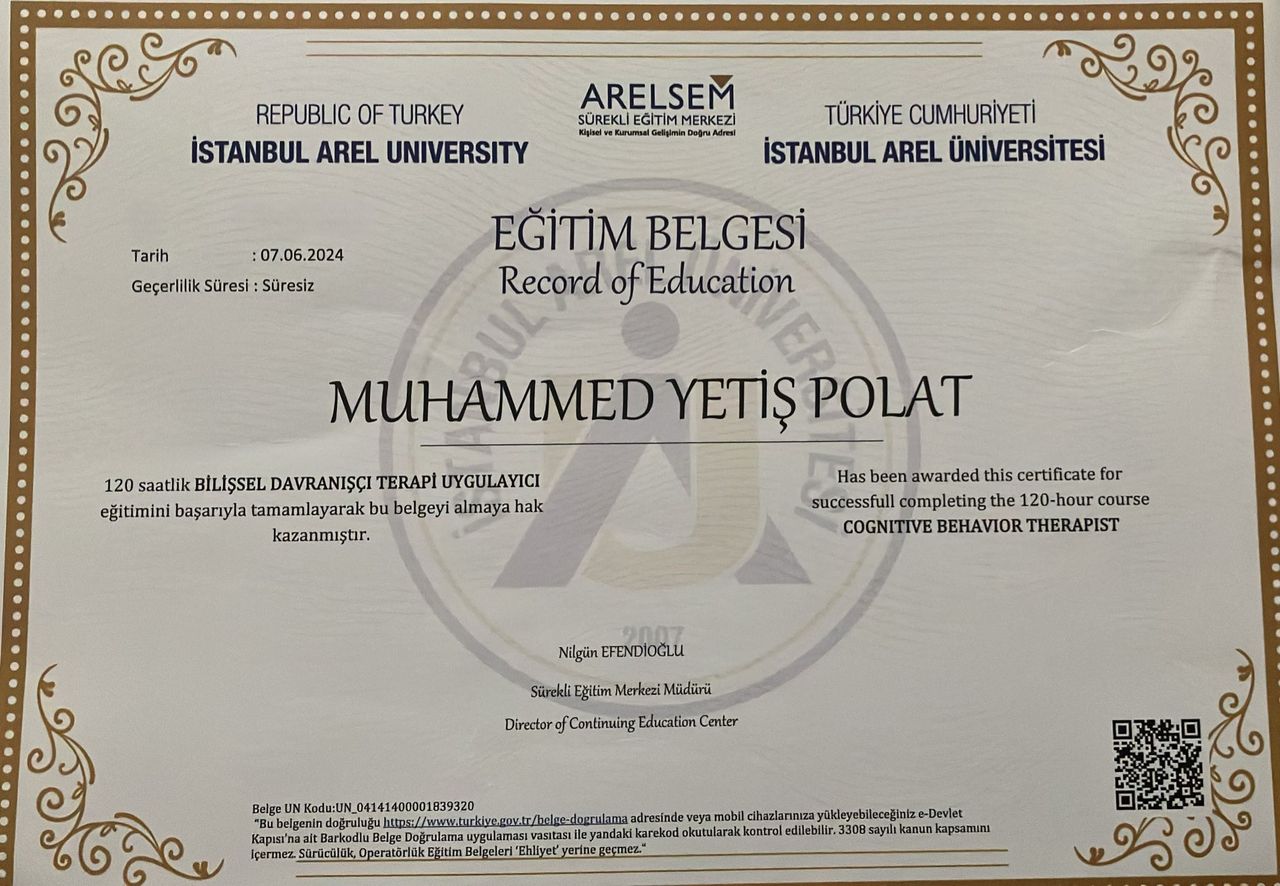 REPUBLIC OF TURKEY
İSTANBUL AREL UNIVERSITY
ARELSEM
SÜREKLİ EĞİTİM MERKEZİ
Kişisel ve Kurumsal Gelişimin Doğru Adresi
TÜRKİYE CUMHURİYETİ
İSTANBUL AREL ÜNİVERSİTESİ
EĞİTİM BELGESİ
Record of Education
Tarih : 07.06.2024
Geçerlilik Süresi : Süresiz
İSTANBUL AREL ÜNİVERSİTESİ
MUHAMMED YETİŞ POLAT
120 saatlik BİLİŞSEL DAVRANIŞÇI TERAPİ UYGULAYICI
eğitimini başarıyla tamamlayarak bu belgeyi almaya hak
kazanmıştır.
Has been awarded this certificate for
successfull completing the 120-hour course
COGNITIVE BEHAVIOR THERAPIST
2007
Nilgün EFENDİOĞLU
Sürekli Eğitim Merkezi Müdürü
Director of Continuing Education Center
Belge UN Kodu:UN_04141400001839320
"Bu belgenin doğruluğu https://www.turkiye.gov.tr/belge-dogrulama adresinde veya mobil cihazlarınıza yükleyebileceğiniz e-Devlet
Kapısı'na ait Barkodlu Belge Doğrulama uygulaması vasıtası ile yandaki karekod okutularak kontrol edilebilir. 3308 sayılı kanun kapsamını
içermez. Sürücülük, Operatörlük Eğitim Belgeleri 'Ehliyet' yerine geçmez."